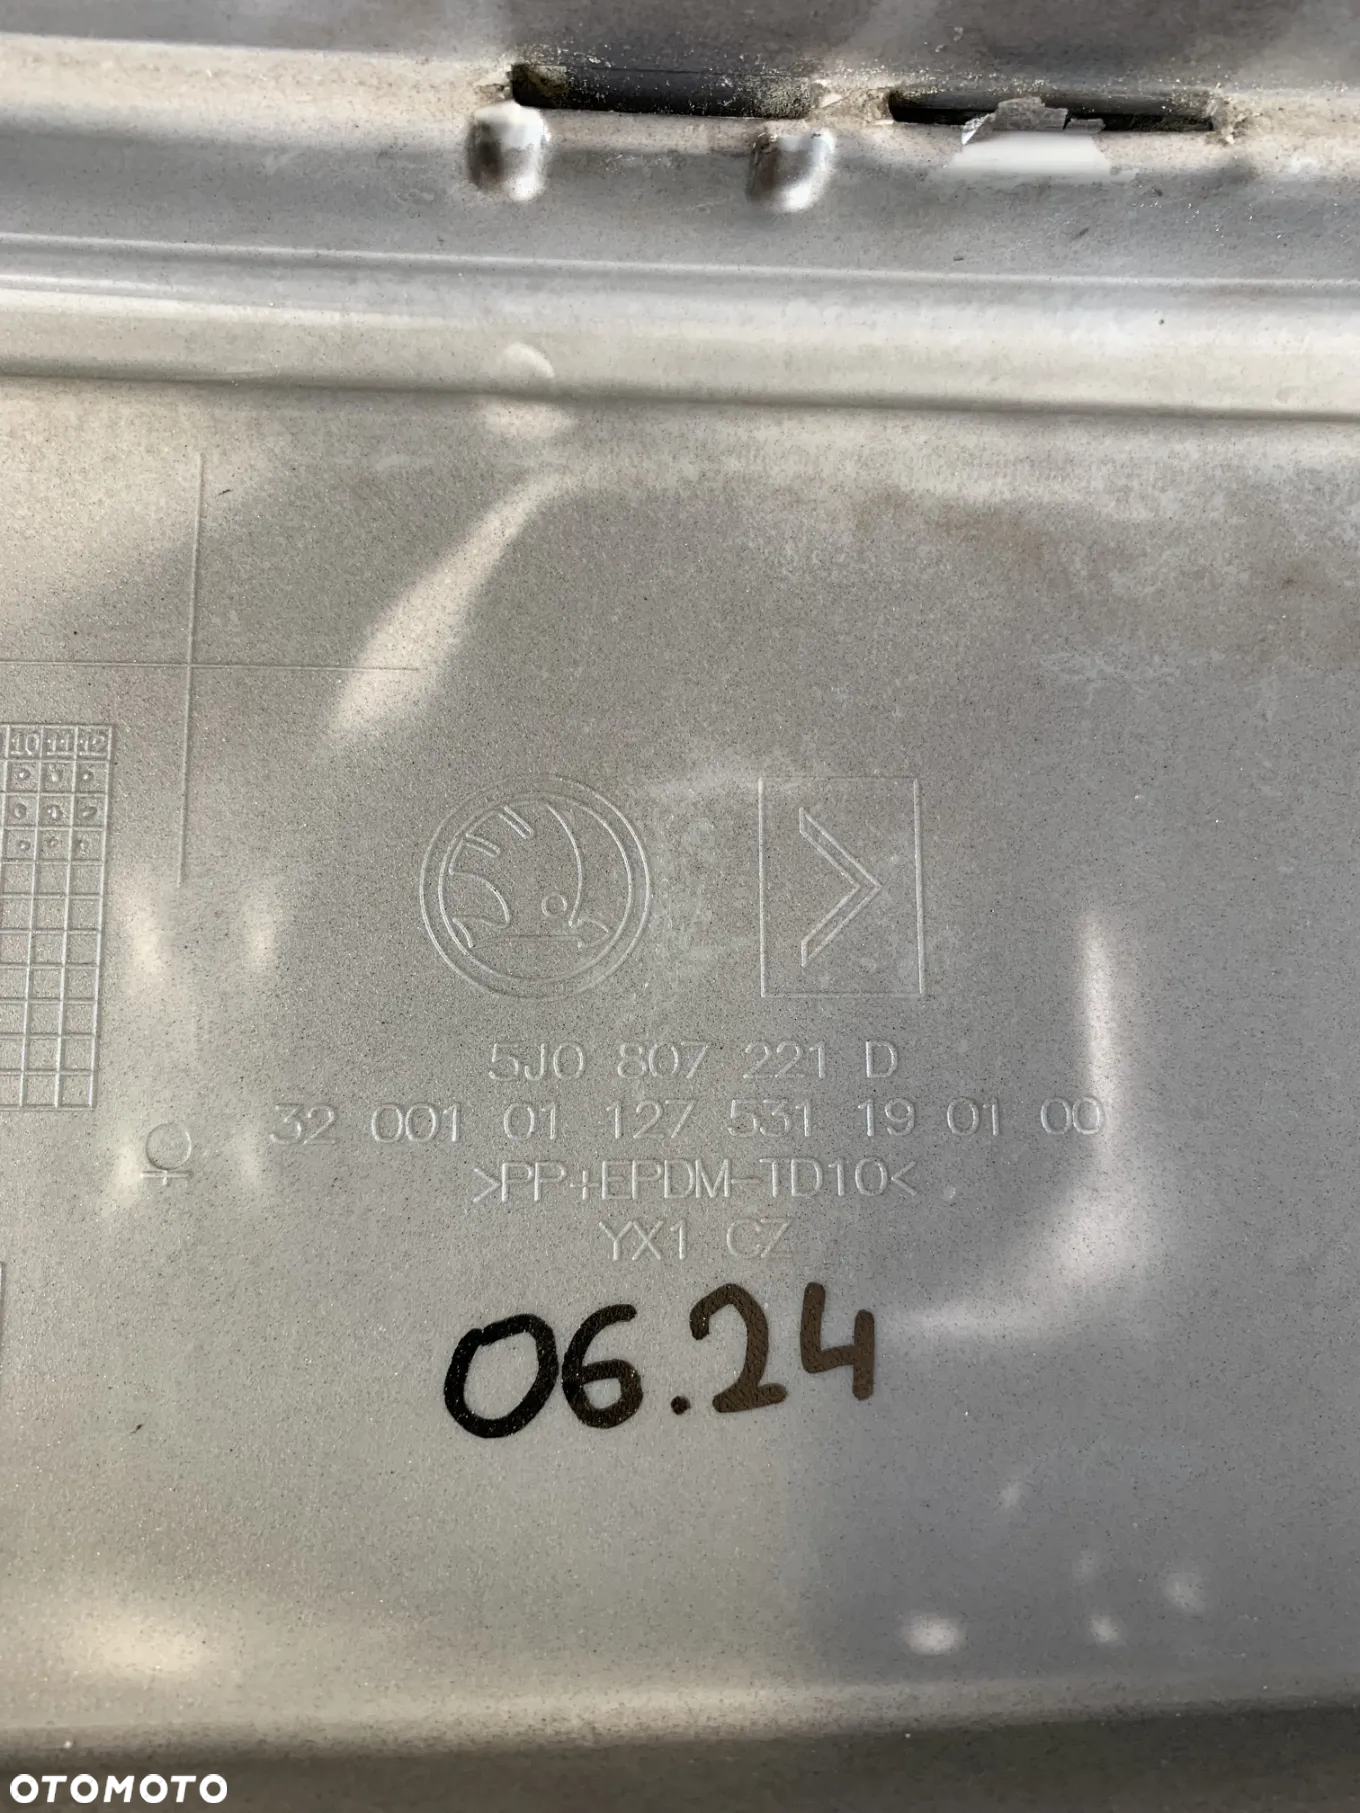 10 11 12
5J0 807 221 D
32 001 01 127 531 19 01 00
>PP+EPDM-TD10<
YX1 CZ
06.24
OTOMOTO